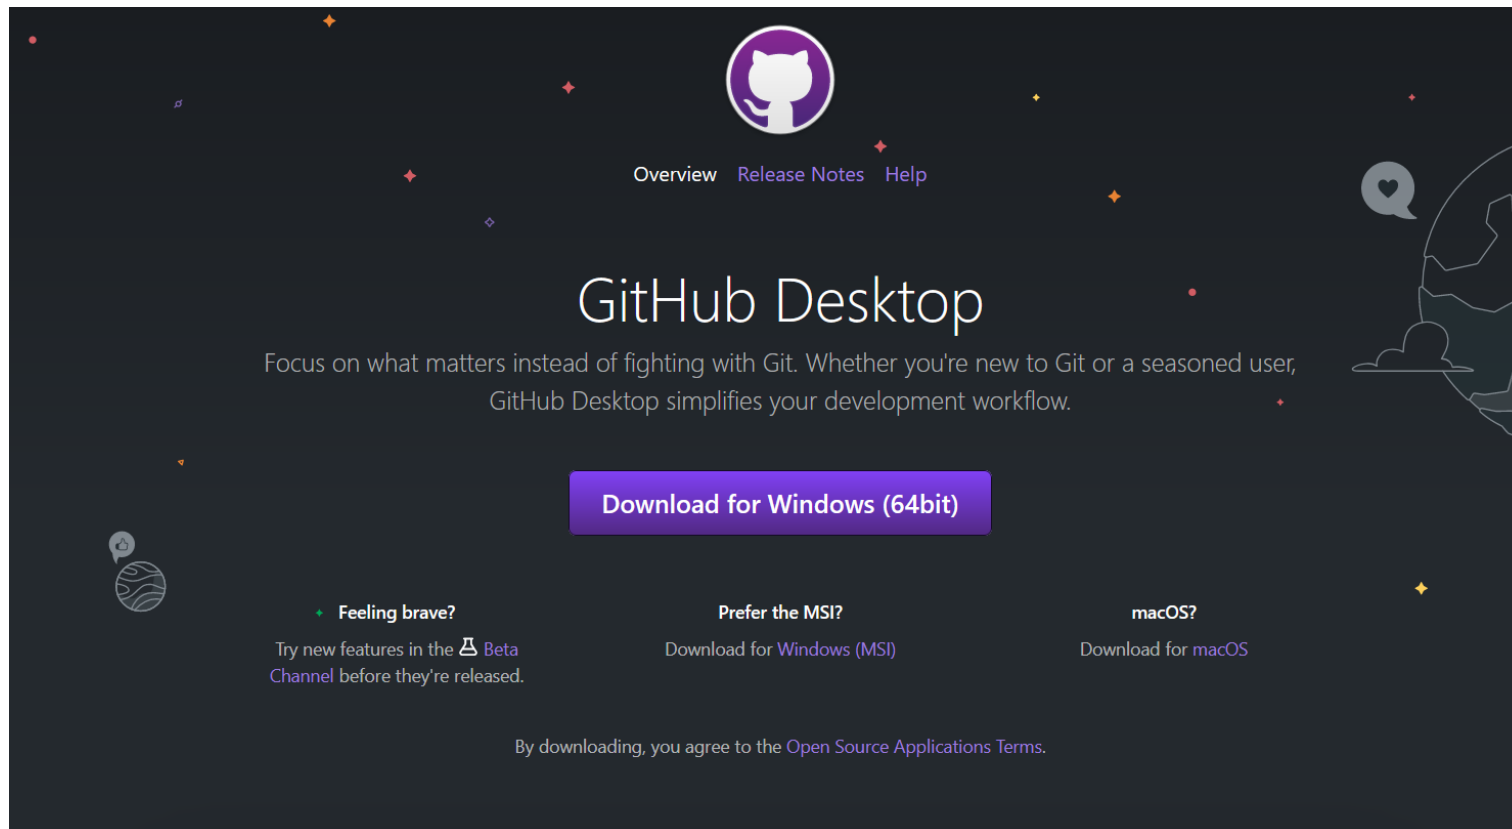 Overview Release Notes Help
GitHub Desktop
Focus on what matters instead of fighting with Git. Whether you're new to Git or a seasoned user,
GitHub Desktop simplifies your development workflow.
Download for Windows (64bit)
Feeling brave?
Try new features in the Beta
Channel before they're released.
Prefer the MSI?
Download for Windows (MSI)
macOS?
Download for macOS
By downloading, you agree to the Open Source Applications Terms.